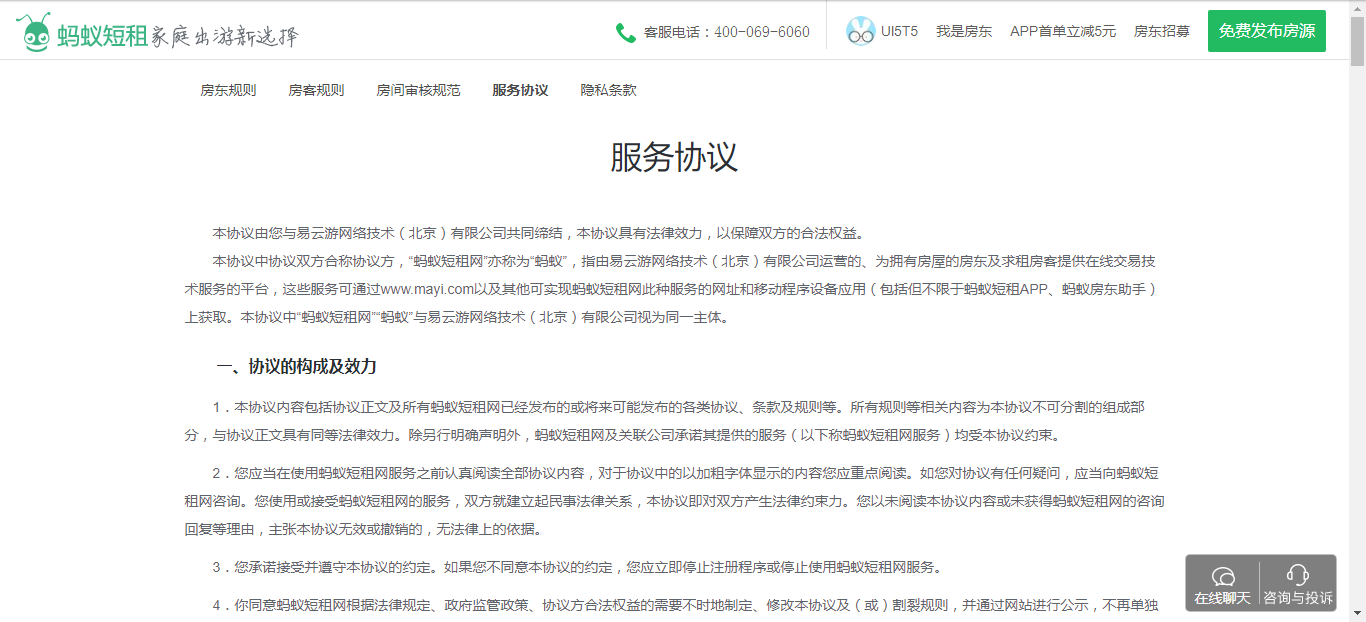 蚂蚁短租 家庭出游新选择
客服电话：400-069-6060
UI5T5 我是房东 APP首单立减5元 房东招募 免费发布房源
房东规则 房客规则 房间审核规范 服务协议 隐私条款
服务协议
本协议由您与易云游网络技术（北京）有限公司共同缔结，本协议具有法律效力，以保障双方的合法权益。
本协议中协议双方合称协议方，“蚂蚁短租网”亦称为“蚂蚁”，指由易云游网络技术（北京）有限公司运营的、为拥有房屋的房东及求租房客提供在线交易技
术服务的平台，这些服务可通过www.mayi.com以及其他可实现蚂蚁短租网此种服务的网址和移动程序设备应用（包括但不限于蚂蚁短租APP、蚂蚁房东助手）
上获取。本协议中“蚂蚁短租网”“蚂蚁”与易云游网络技术（北京）有限公司视为同一主体。
一、协议的构成及效力
1．本协议内容包括协议正文及所有蚂蚁短租网已经发布的或将来可能发布的各类协议、条款及规则等。所有规则等相关内容为本协议不可分割的组成部
分，与协议正文具有同等法律效力。除另行明确声明外，蚂蚁短租网及关联公司承诺其提供的服务（以下称蚂蚁短租网服务）均受本协议约束。
2．您应当在使用蚂蚁短租网服务之前认真阅读全部协议内容，对于协议中的以加粗字体显示的内容您应重点阅读。如您对协议有任何疑问，应当向蚂蚁短
租网咨询。您使用或接受蚂蚁短租网的服务，双方就建立起民事法律关系，本协议即对双方产生法律约束力。您以未阅读本协议内容或未获得蚂蚁短租网的咨询
回复等理由，主张本协议无效或撤销的，无法律上的依据。
3．您承诺接受并遵守本协议的约定。如果您不同意本协议的约定，您应立即停止注册程序或停止使用蚂蚁短租网服务。
4．你同意蚂蚁短租网根据法律规定、政府监管政策、协议方合法权益的需要不时地制定、修改本协议及（或）割裂规则，并通过网站进行公示，不再单独
在线聊天 咨询与投诉